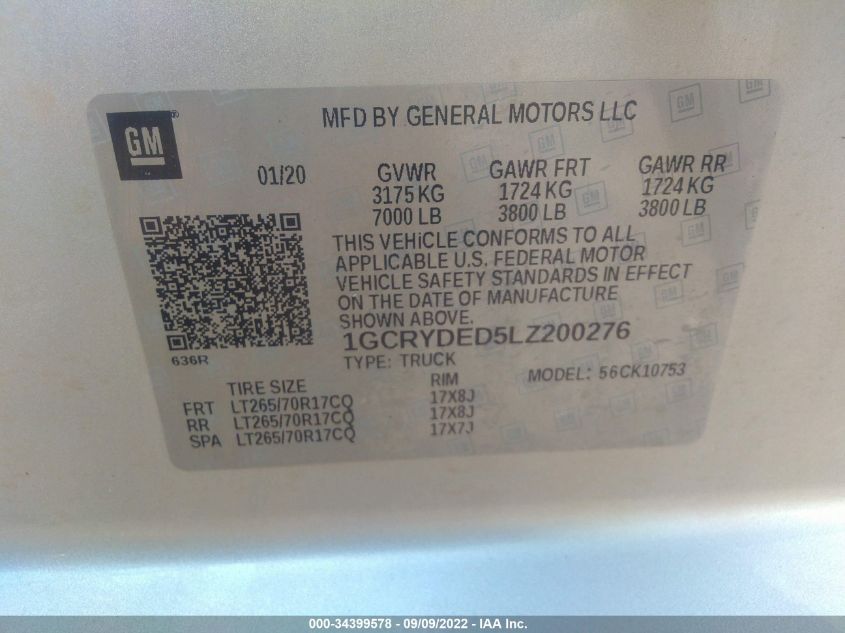 GM®
MFD BY GENERAL MOTORS LLC
01/20 GVWR GAWR FRT GAWR RR
3175 KG 1724 KG 1724 KG
7000 LB 3800 LB 3800 LB
THIS VEHICLE CONFORMS TO ALL
APPLICABLE U.S. FEDERAL MOTOR
VEHICLE SAFETY STANDARDS IN EFFECT
ON THE DATE OF MANUFACTURE
SHOWN ABOVE.
1GCRYDED5LZ200276
636R
TYPE: TRUCK MODEL: 56CK10753
TIRE SIZE RIM
FRT LT265/70R17CQ 17X8J
RR LT265/70R17CQ 17X8J
SPA LT265/70R17CQ 17X7J
000-34399578 - 09/09/2022 - IAA Inc.